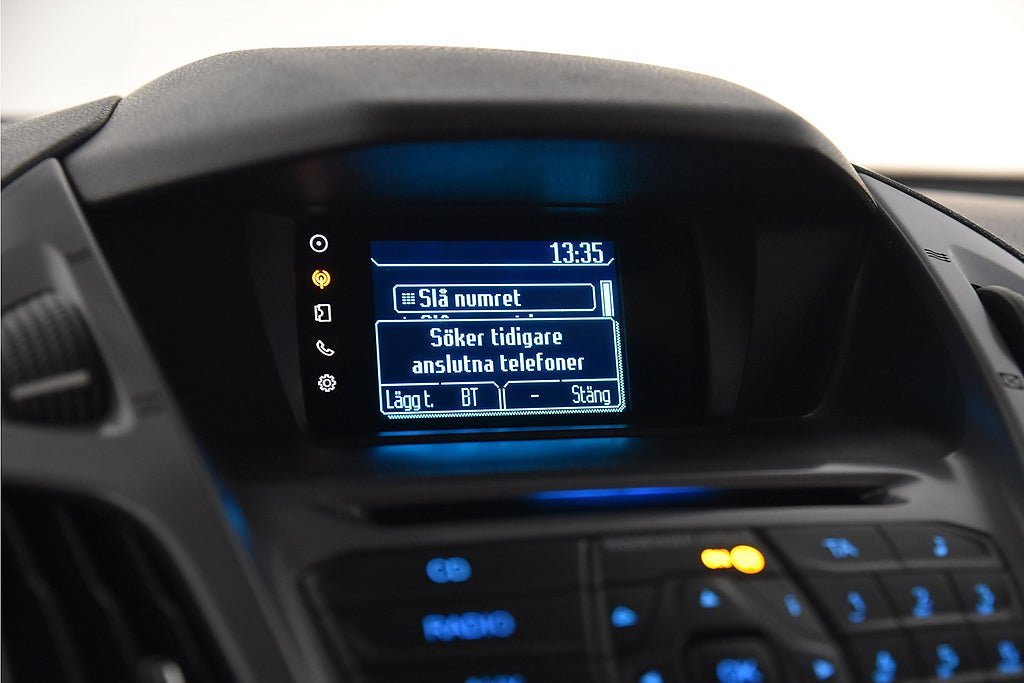 13:35
Slå numret
Söker tidigare
anslutna telefoner
Lägg t. BT - Stäng
CD
TA
RADIO
1 2 3
OK
4 5 6